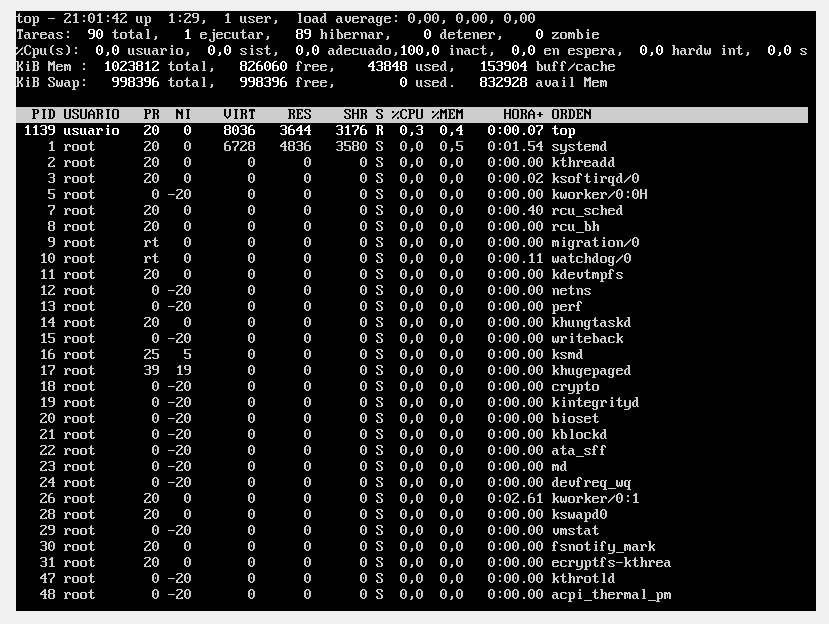 top - 21:01:42 up  1:29,  1 user,  load average: 0,00, 0,00, 0,00
Tareas:  90 total,   1 ejecutar,   89 hibernar,    0 detener,    0 zombie
%Cpu(s):  0,0 usuario,  0,0 sist,  0,0 adecuado,100,0 inact,  0,0 en espera,  0,0 hardw int,  0,0 s
KiB Mem :  1023812 total,   826060 free,    43848 used,   153904 buff/cache
KiB Swap:   998396 total,   998396 free,        0 used.   832928 avail Mem
PID USUARIO   PR  NI    VIRT    RES    SHR S %CPU %MEM     HORA+ ORDEN
1139 usuario   20   0    8036   3644   3176 R  0,3  0,4   0:00.07 top
1 root      20   0    6728   4836   3580 S  0,0  0,5   0:01.54 systemd
2 root      20   0       0      0      0 S  0,0  0,0   0:00.00 kthreadd
3 root      20   0       0      0      0 S  0,0  0,0   0:00.02 ksoftirqd/0
5 root       0 -20       0      0      0 S  0,0  0,0   0:00.00 kworker/0:0H
7 root      20   0       0      0      0 S  0,0  0,0   0:00.40 rcu_sched
8 root      20   0       0      0      0 S  0,0  0,0   0:00.00 rcu_bh
9 root      rt   0       0      0      0 S  0,0  0,0   0:00.00 migration/0
10 root      rt   0       0      0      0 S  0,0  0,0   0:00.11 watchdog/0
11 root      20   0       0      0      0 S  0,0  0,0   0:00.00 kdevtmpfs
12 root       0 -20       0      0      0 S  0,0  0,0   0:00.00 netns
13 root       0 -20       0      0      0 S  0,0  0,0   0:00.00 perf
14 root      20   0       0      0      0 S  0,0  0,0   0:00.00 khungtaskd
15 root       0 -20       0      0      0 S  0,0  0,0   0:00.00 writeback
16 root      25   5       0      0      0 S  0,0  0,0   0:00.00 ksmd
17 root      39  19       0      0      0 S  0,0  0,0   0:00.00 khugepaged
18 root       0 -20       0      0      0 S  0,0  0,0   0:00.00 crypto
19 root       0 -20       0      0      0 S  0,0  0,0   0:00.00 kintegrityd
20 root       0 -20       0      0      0 S  0,0  0,0   0:00.00 bioset
21 root       0 -20       0      0      0 S  0,0  0,0   0:00.00 kblockd
22 root       0 -20       0      0      0 S  0,0  0,0   0:00.00 ata_sff
23 root       0 -20       0      0      0 S  0,0  0,0   0:00.00 md
24 root       0 -20       0      0      0 S  0,0  0,0   0:00.00 devfreq_wq
26 root      20   0       0      0      0 S  0,0  0,0   0:02.61 kworker/0:1
28 root      20   0       0      0      0 S  0,0  0,0   0:00.00 kswapd0
29 root       0 -20       0      0      0 S  0,0  0,0   0:00.00 vmstat
30 root      20   0       0      0      0 S  0,0  0,0   0:00.00 fsnotify_mark
31 root      20   0       0      0      0 S  0,0  0,0   0:00.00 ecryptfs-kthrea
47 root       0 -20       0      0      0 S  0,0  0,0   0:00.00 kthrotld
48 root       0 -20       0      0      0 S  0,0  0,0   0:00.00 acpi_thermal_pm